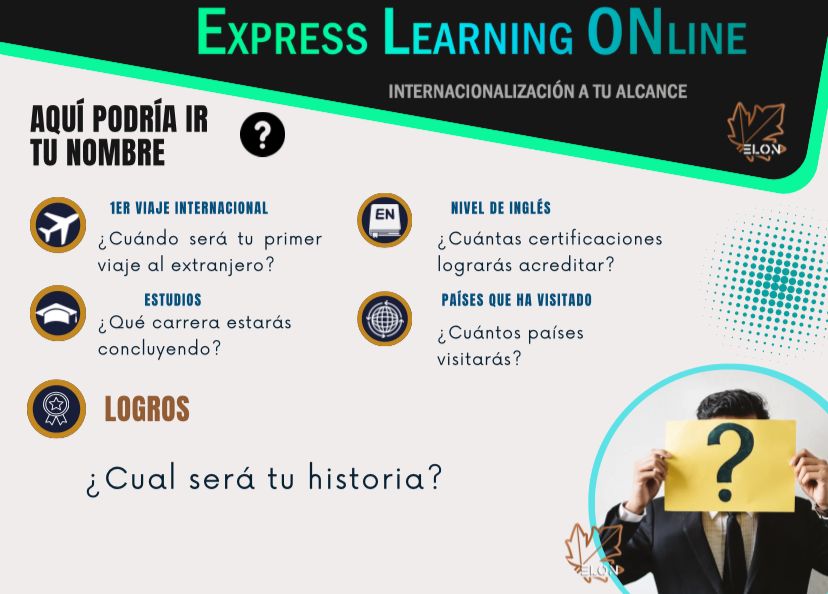 EXPRESS LEARNING ONLINE
INTERNACIONALIZACIÓN A TU ALCANCE
ELON
AQUÍ PODRÍA IR
TU NOMBRE
?
1ER VIAJE INTERNACIONAL
¿Cuándo será tu primer
viaje al extranjero?
EN
NIVEL DE INGLÉS
¿Cuántas certificaciones
lograrás acreditar?
ESTUDIOS
¿Qué carrera estarás
concluyendo?
PAÍSES QUE HA VISITADO
¿Cuántos países
visitarás?
LOGROS
¿Cual será tu historia?
?
ELON